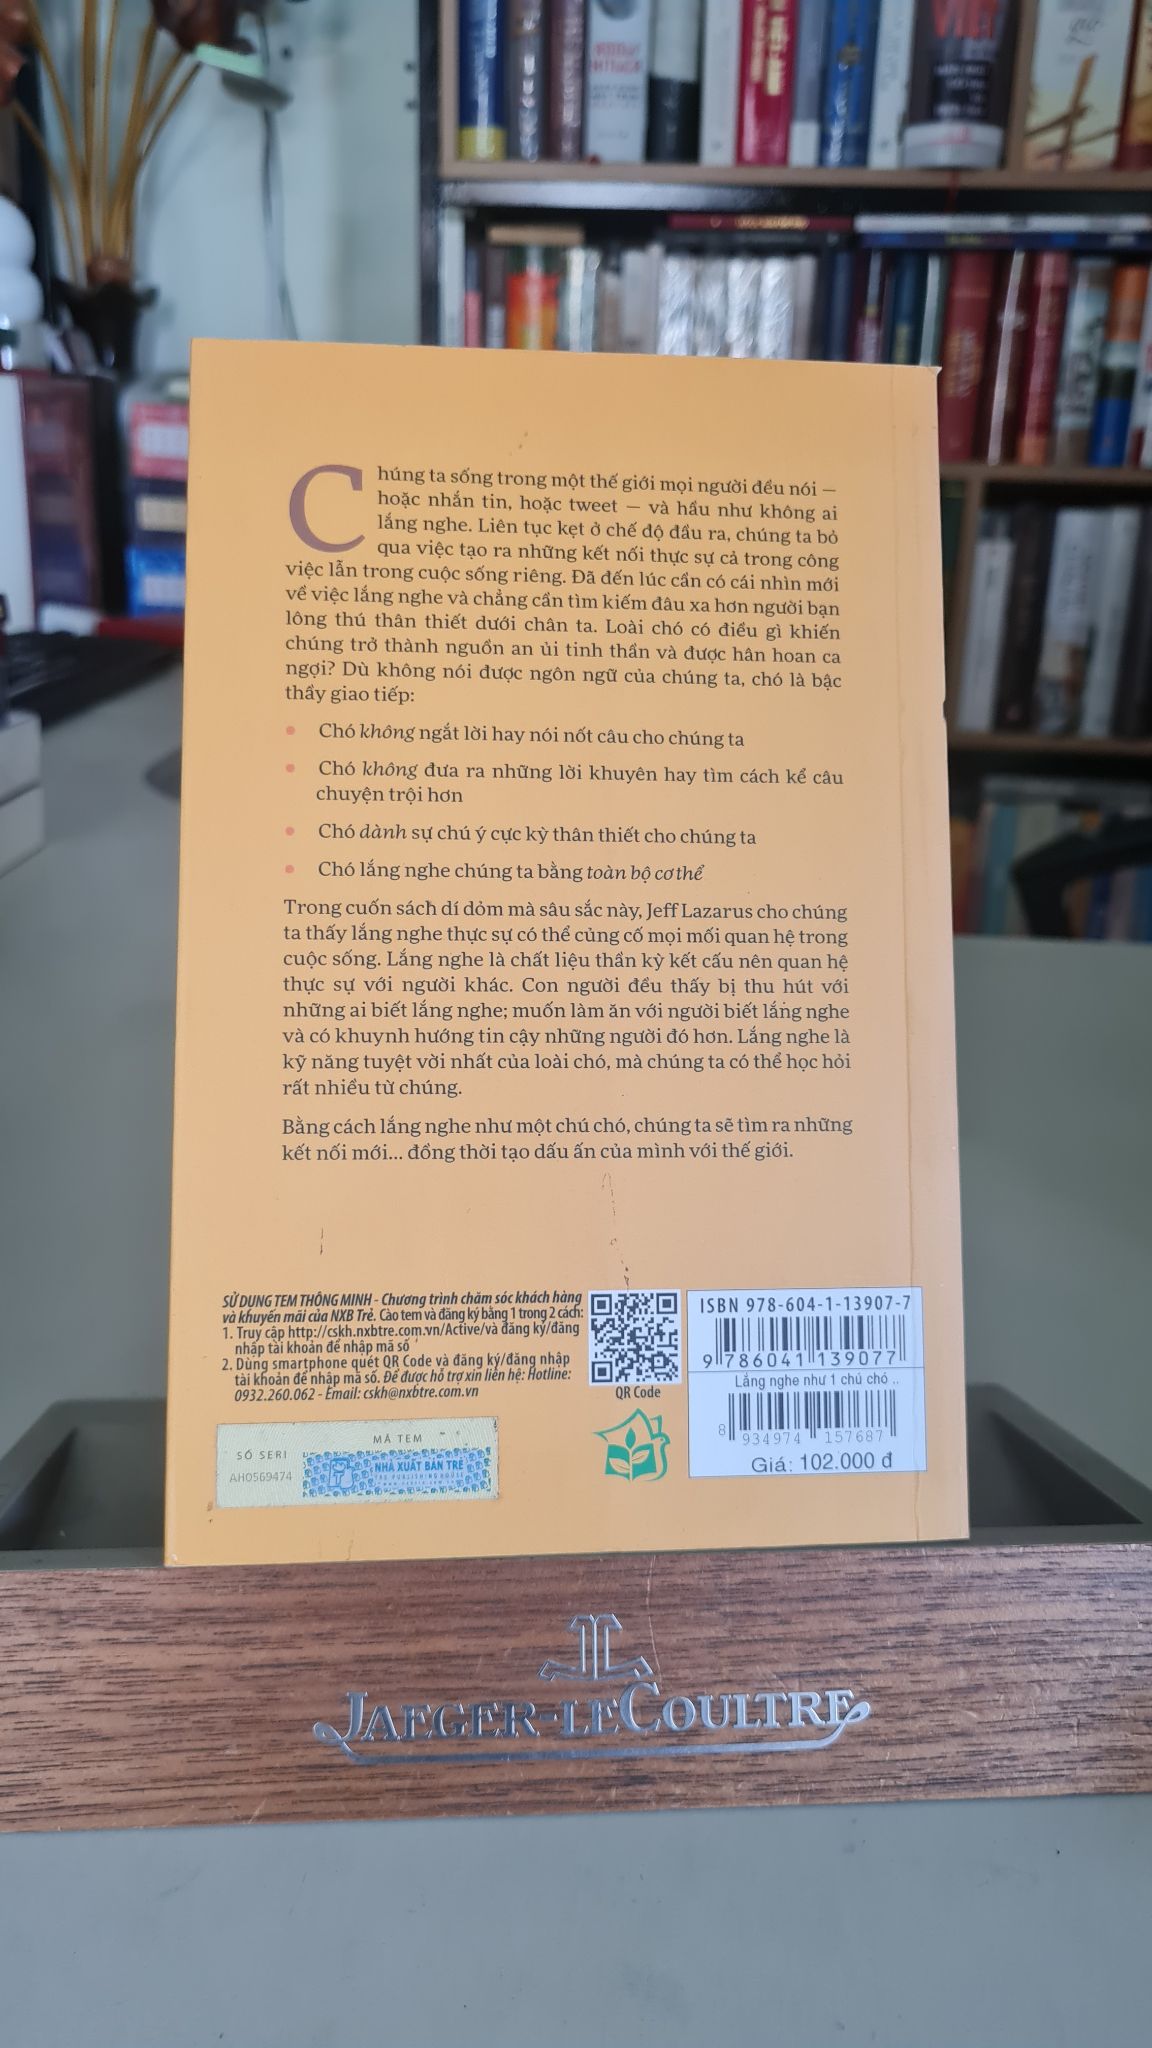 Chúng ta sống trong một thế giới mọi người đều nói —
hoặc nhắn tin, hoặc tweet — và hầu như không ai
lắng nghe. Liên tục kẹt ở chế độ đầu ra, chúng ta bỏ
qua việc tạo ra những kết nối thực sự cả trong công
việc lẫn trong cuộc sống riêng. Đã đến lúc cần có cái nhìn mới
về việc lắng nghe và chẳng cần tìm kiếm đâu xa hơn người bạn
lông thú thân thiết dưới chân ta. Loài chó có điều gì khiến
chúng trở thành nguồn an ủi tinh thần và được hân hoan ca
ngợi? Dù không nói được ngôn ngữ của chúng ta, chó là bậc
thầy giao tiếp:
• Chó không ngắt lời hay nói nốt câu cho chúng ta
• Chó không đưa ra những lời khuyên hay tìm cách kể câu
chuyện trội hơn
• Chó dành sự chú ý cực kỳ thân thiết cho chúng ta
• Chó lắng nghe chúng ta bằng toàn bộ cơ thể
Trong cuốn sách dí dỏm mà sâu sắc này, Jeff Lazarus cho chúng
ta thấy lắng nghe thực sự có thể củng cố mọi mối quan hệ trong
cuộc sống. Lắng nghe là chất liệu thần kỳ kết cấu nên quan hệ
thực sự với người khác. Con người đều thấy bị thu hút với
những ai biết lắng nghe; muốn làm ăn với người biết lắng nghe
và có khuynh hướng tin cậy những người đó hơn. Lắng nghe là
kỹ năng tuyệt vời nhất của loài chó, mà chúng ta có thể học hỏi
rất nhiều từ chúng.
Bằng cách lắng nghe như một chú chó, chúng ta sẽ tìm ra những
kết nối mới... đồng thời tạo dấu ấn của mình với thế giới.
SỬ DỤNG TEM THÔNG MINH - Chương trình chăm sóc khách hàng
và khuyến mãi của NXB Trẻ. Cào tem và đăng ký bằng 1 trong 2 cách:
1. Truy cập http://cskh.nxbtre.com.vn/Active/và đăng ký/đăng
nhập tài khoản để nhập mã số
2. Dùng smartphone quét QR Code và đăng ký/đăng nhập
tài khoản để nhập mã số. Để được hỗ trợ xin liên hệ: Hotline:
0932.260.062 - Email: cskh@nxbtre.com.vn
QR Code
ISBN 978-604-1-13907-7
9 786041 139077
Lắng nghe như 1 chú chó ..
8 934974 157687
Giá: 102.000 đ
MÃ TEM
SỐ SERI
AH0569474
NHÀ XUẤT BẢN TRẺ
JAEGER-LECOULTRE
VIỆT